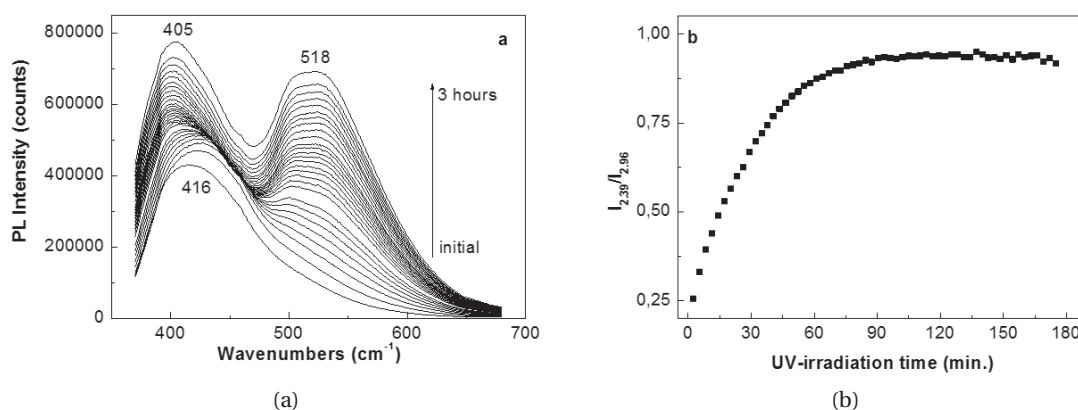 800000
600000
400000
200000
0
PL Intensity (counts)
405
518
a
3 hours
416
initial
400
500
600
700
Wavenumbers (cm⁻¹)
(a)
1,00
0,75
0,50
0,25
I2.39/I2.96
b
0
30
60
90
120
150
180
UV-irradiation time (min.)
(b)